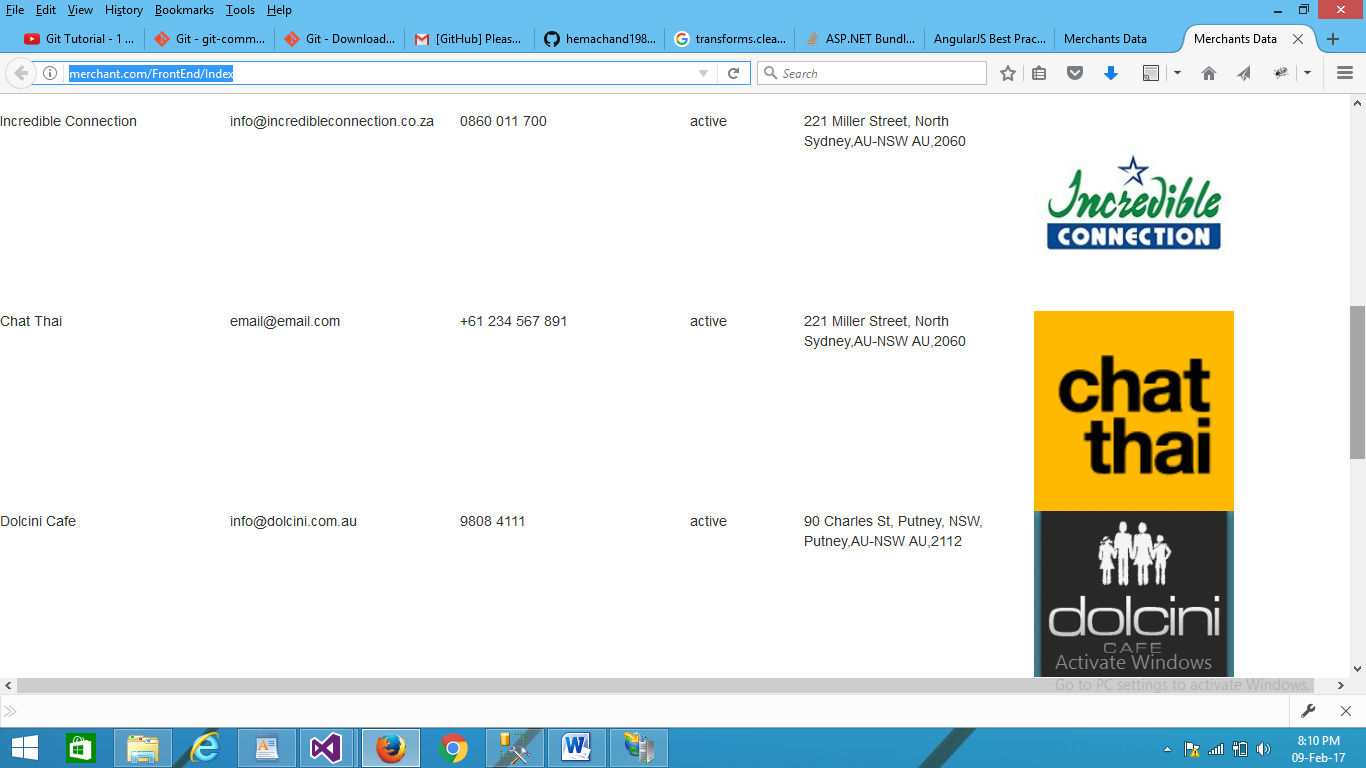 File Edit View History Bookmarks Tools Help
Git Tutorial - 1 ...
Git - git-comm...
Git - Download...
[GitHub] Pleas...
hemachand198...
transforms.clea...
ASP.NET Bundl...
AngularJS Best Prac...
Merchants Data
Merchants Data
merchant.com/FrontEnd/Index
Search
Incredible Connection
info@incredibleconnection.co.za
0860 011 700
active
221 Miller Street, North
Sydney,AU-NSW AU,2060
Incredible
CONNECTION
Chat Thai
email@email.com
+61 234 567 891
active
221 Miller Street, North
Sydney,AU-NSW AU,2060
chat
thai
Dolcini Cafe
info@dolcini.com.au
9808 4111
active
90 Charles St, Putney, NSW,
Putney,AU-NSW AU,2112
dolcini
CAFE
Activate Windows
Go to PC settings to activate Windows.
8:10 PM
09-Feb-17